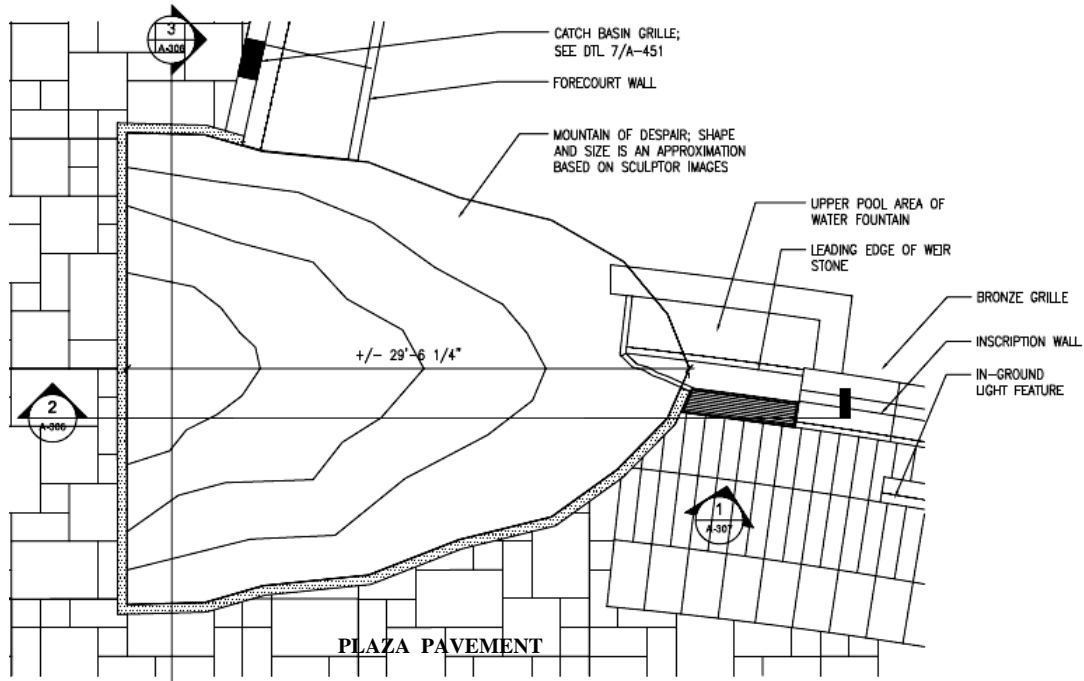 3
A-306
CATCH BASIN GRILLE;
SEE DTL 7/A-451
FORECOURT WALL
MOUNTAIN OF DESPAIR; SHAPE
AND SIZE IS AN APPROXIMATION
BASED ON SCULPTOR IMAGES
UPPER POOL AREA OF
WATER FOUNTAIN
LEADING EDGE OF WEIR
STONE
BRONZE GRILLE
INSCRIPTION WALL
IN-GROUND
LIGHT FEATURE
+/- 29'-6 1/4"
2
A-306
1
A-307
PLAZA PAVEMENT